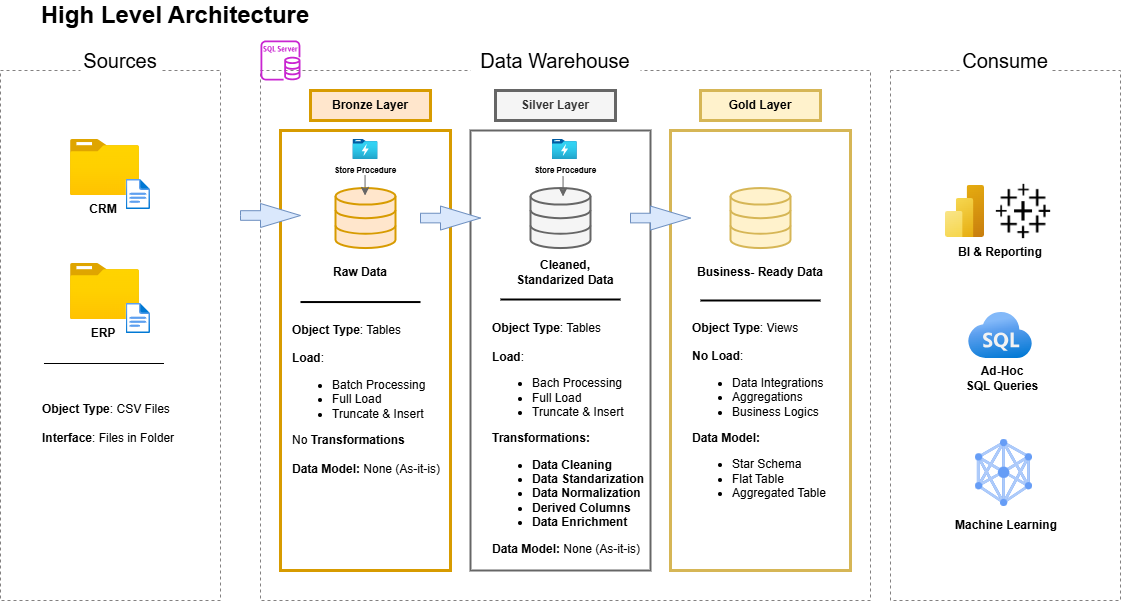 High Level Architecture
Sources
CRM
ERP
Object Type: CSV Files
Interface: Files in Folder
SQL Server
Data Warehouse
Bronze Layer
Store Procedure
Raw Data
Object Type: Tables
Load:
Batch Processing
Full Load
Truncate & Insert
No Transformations
Data Model: None (As-it-is)
Silver Layer
Store Procedure
Cleaned,
Standarized Data
Object Type: Tables
Load:
Bach Processing
Full Load
Truncate & Insert
Transformations:
Data Cleaning
Data Standarization
Data Normalization
Derived Columns
Data Enrichment
Data Model: None (As-it-is)
Gold Layer
Business- Ready Data
Object Type: Views
No Load:
Data Integrations
Aggregations
Business Logics
Data Model:
Star Schema
Flat Table
Aggregated Table
Consume
BI & Reporting
SQL
Ad-Hoc
SQL Queries
Machine Learning